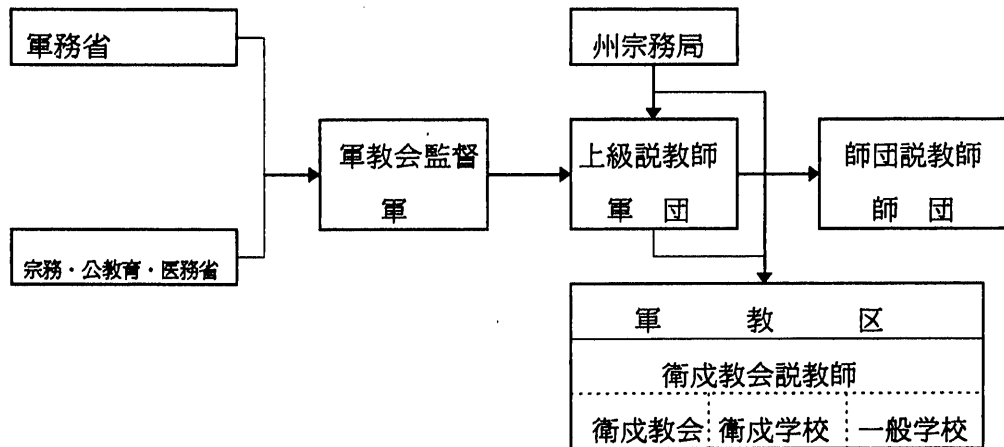 軍務省
州宗務局
軍教会監督
軍
上級説教師
軍団
師団説教師
師団
宗務・公教育・医務省
軍教区
衛戍教会説教師
衛戍教会 衛戍学校 一般学校